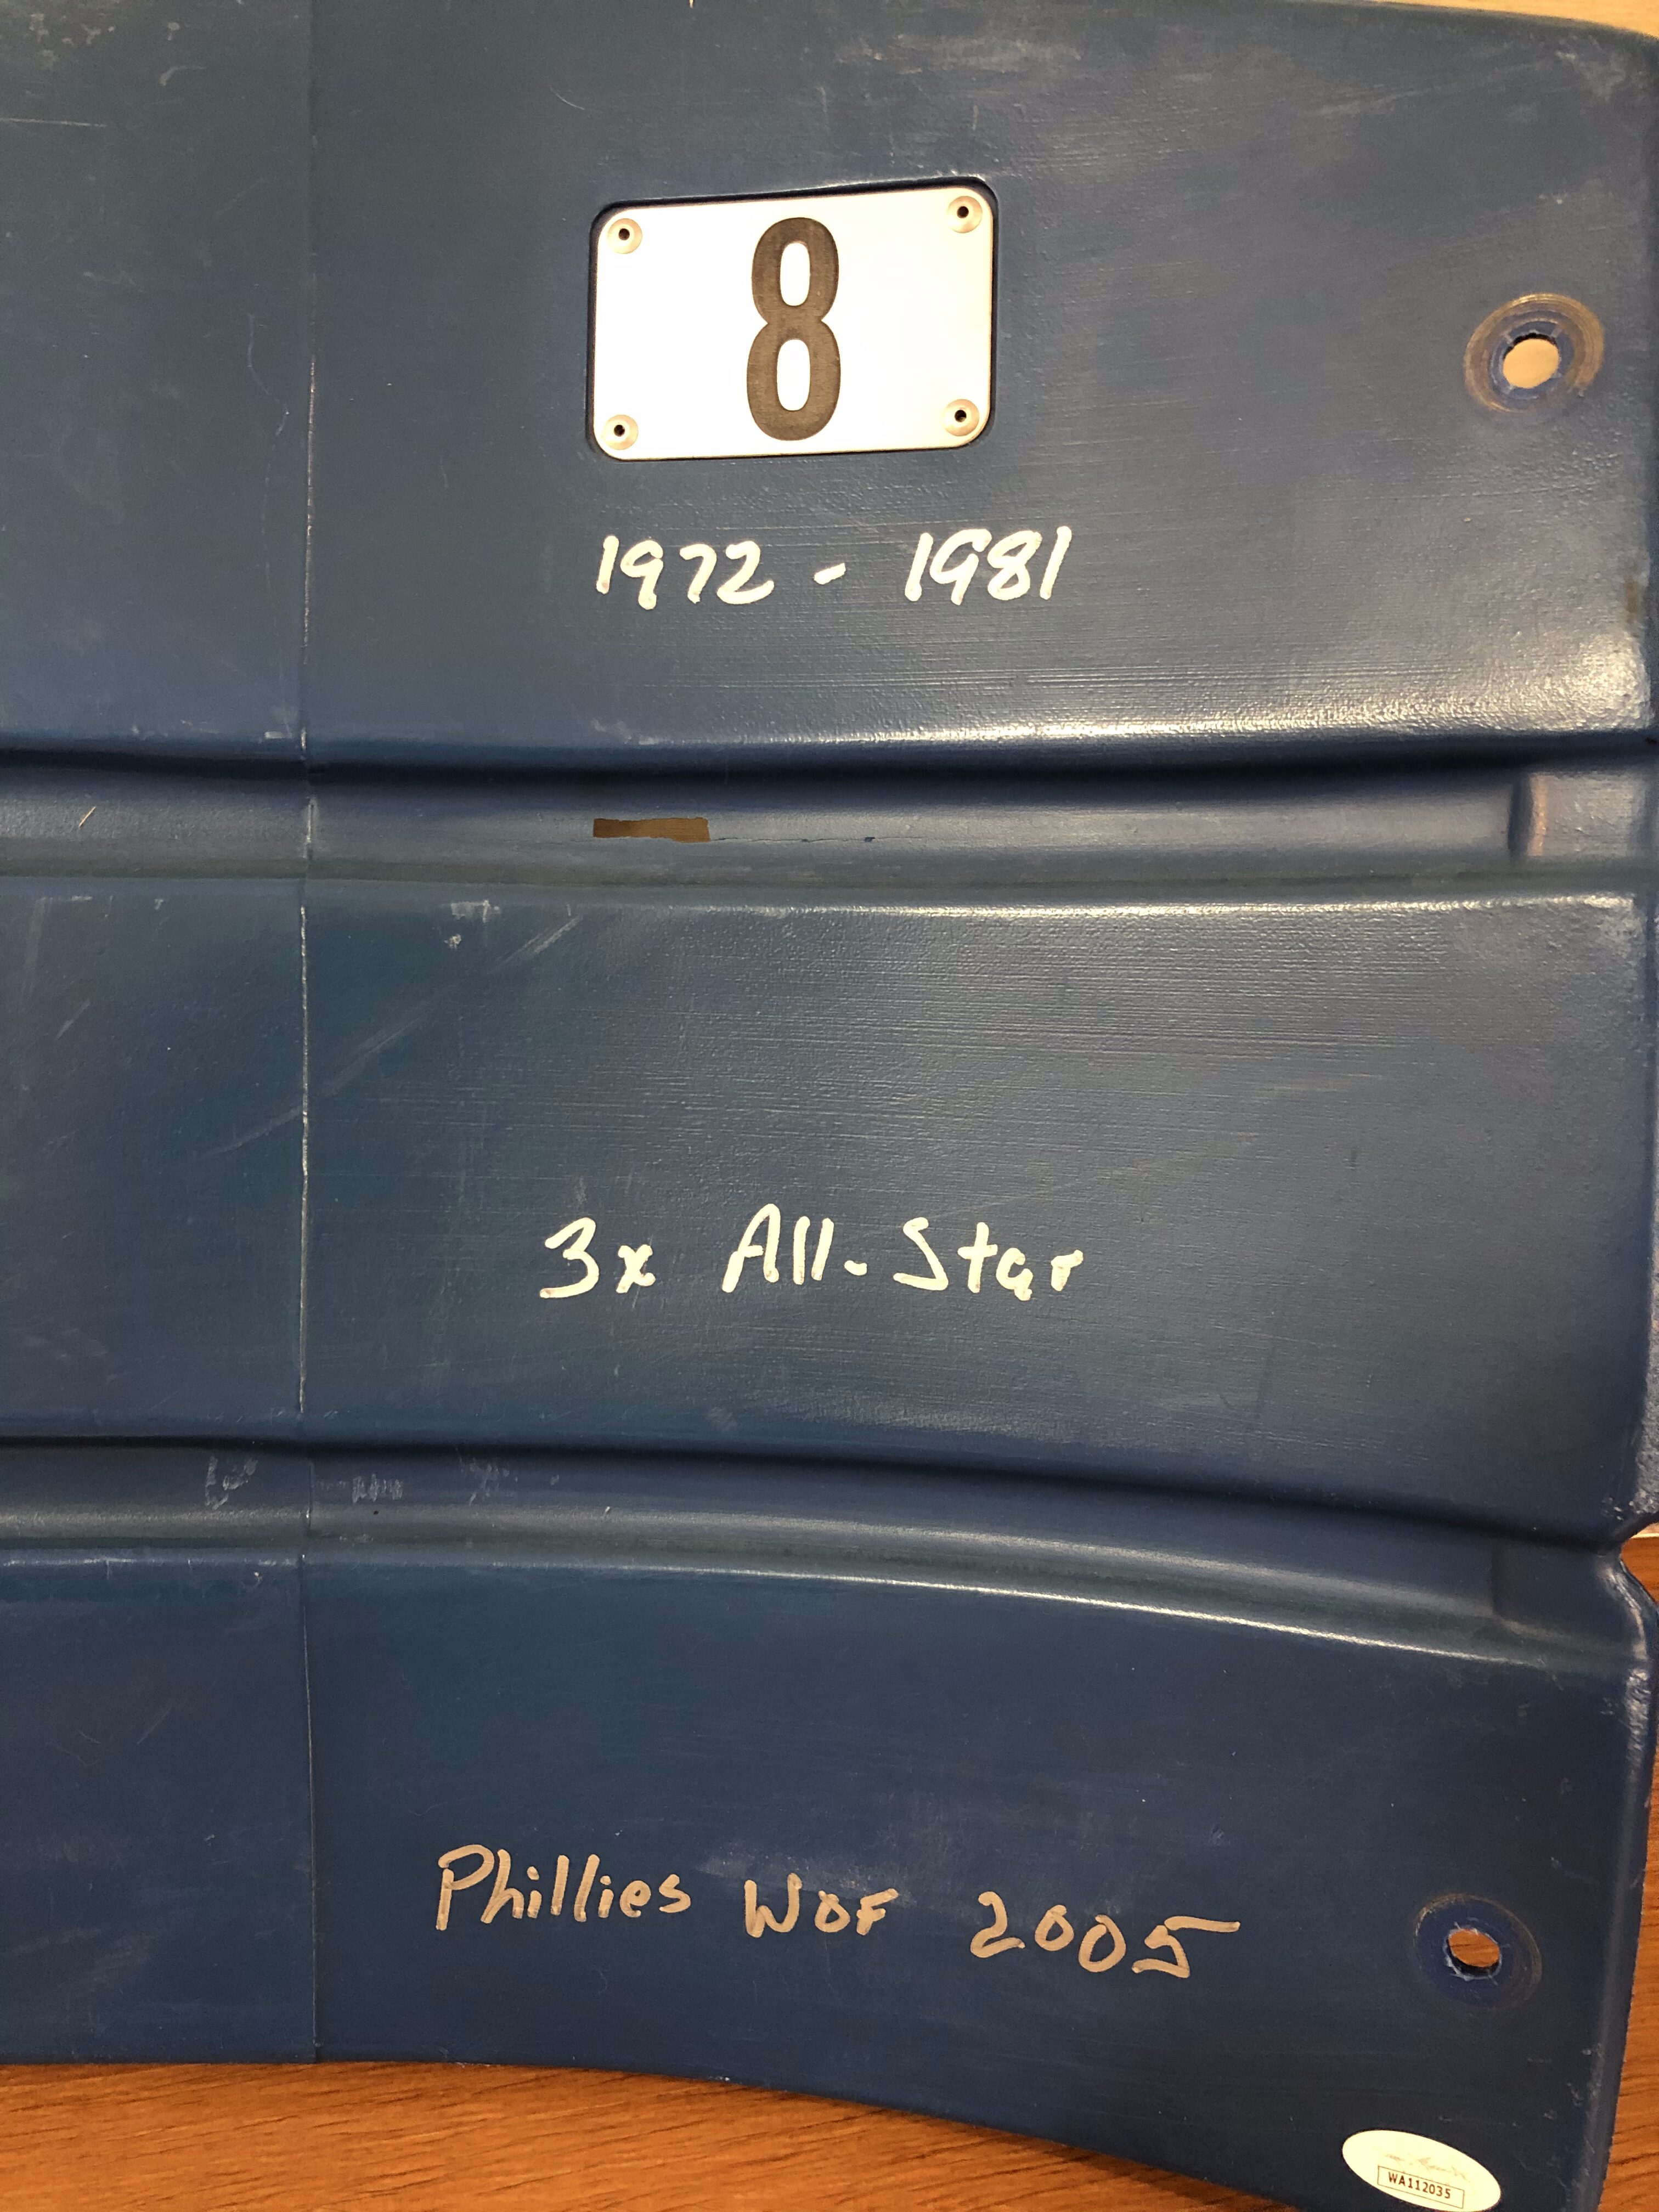 8
1972 - 1981
3x All-Star
Phillies WOF 2005
WA112035